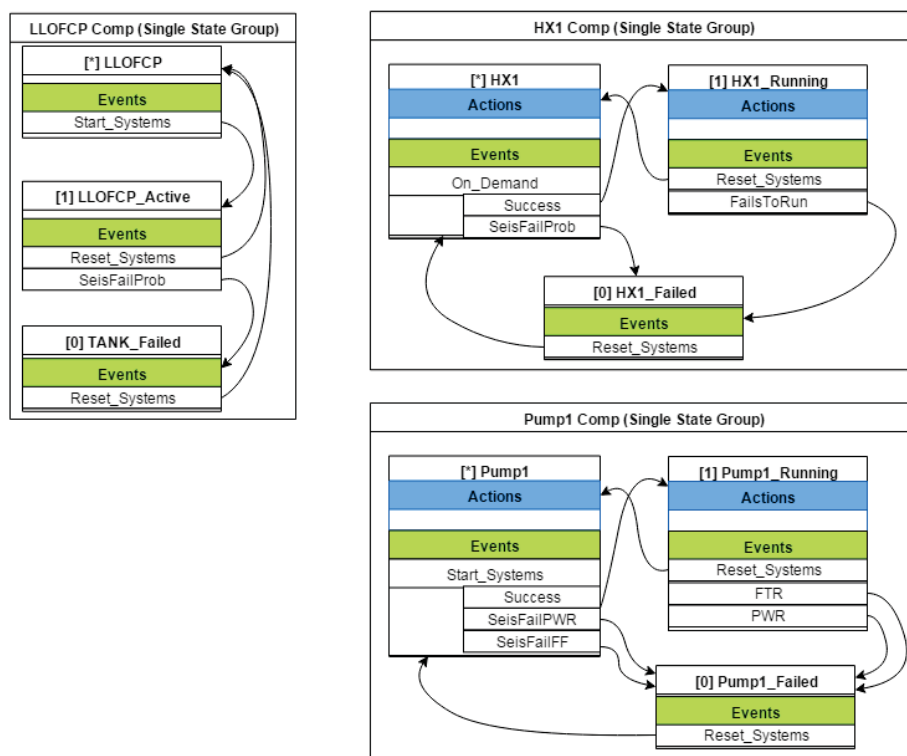 LLOFCP Comp (Single State Group)
[*] LLOFCP
Events
Start_Systems
[1] LLOFCP_Active
Events
Reset_Systems
SeisFailProb
[0] TANK_Failed
Events
Reset_Systems
HX1 Comp (Single State Group)
[*] HX1
Actions
Events
On_Demand
Success
SeisFailProb
[1] HX1_Running
Actions
Events
Reset_Systems
FailsToRun
[0] HX1_Failed
Events
Reset_Systems
Pump1 Comp (Single State Group)
[*] Pump1
Actions
Events
Start_Systems
Success
SeisFailPWR
SeisFailFF
[1] Pump1_Running
Actions
Events
Reset_Systems
FTR
PWR
[0] Pump1_Failed
Events
Reset_Systems